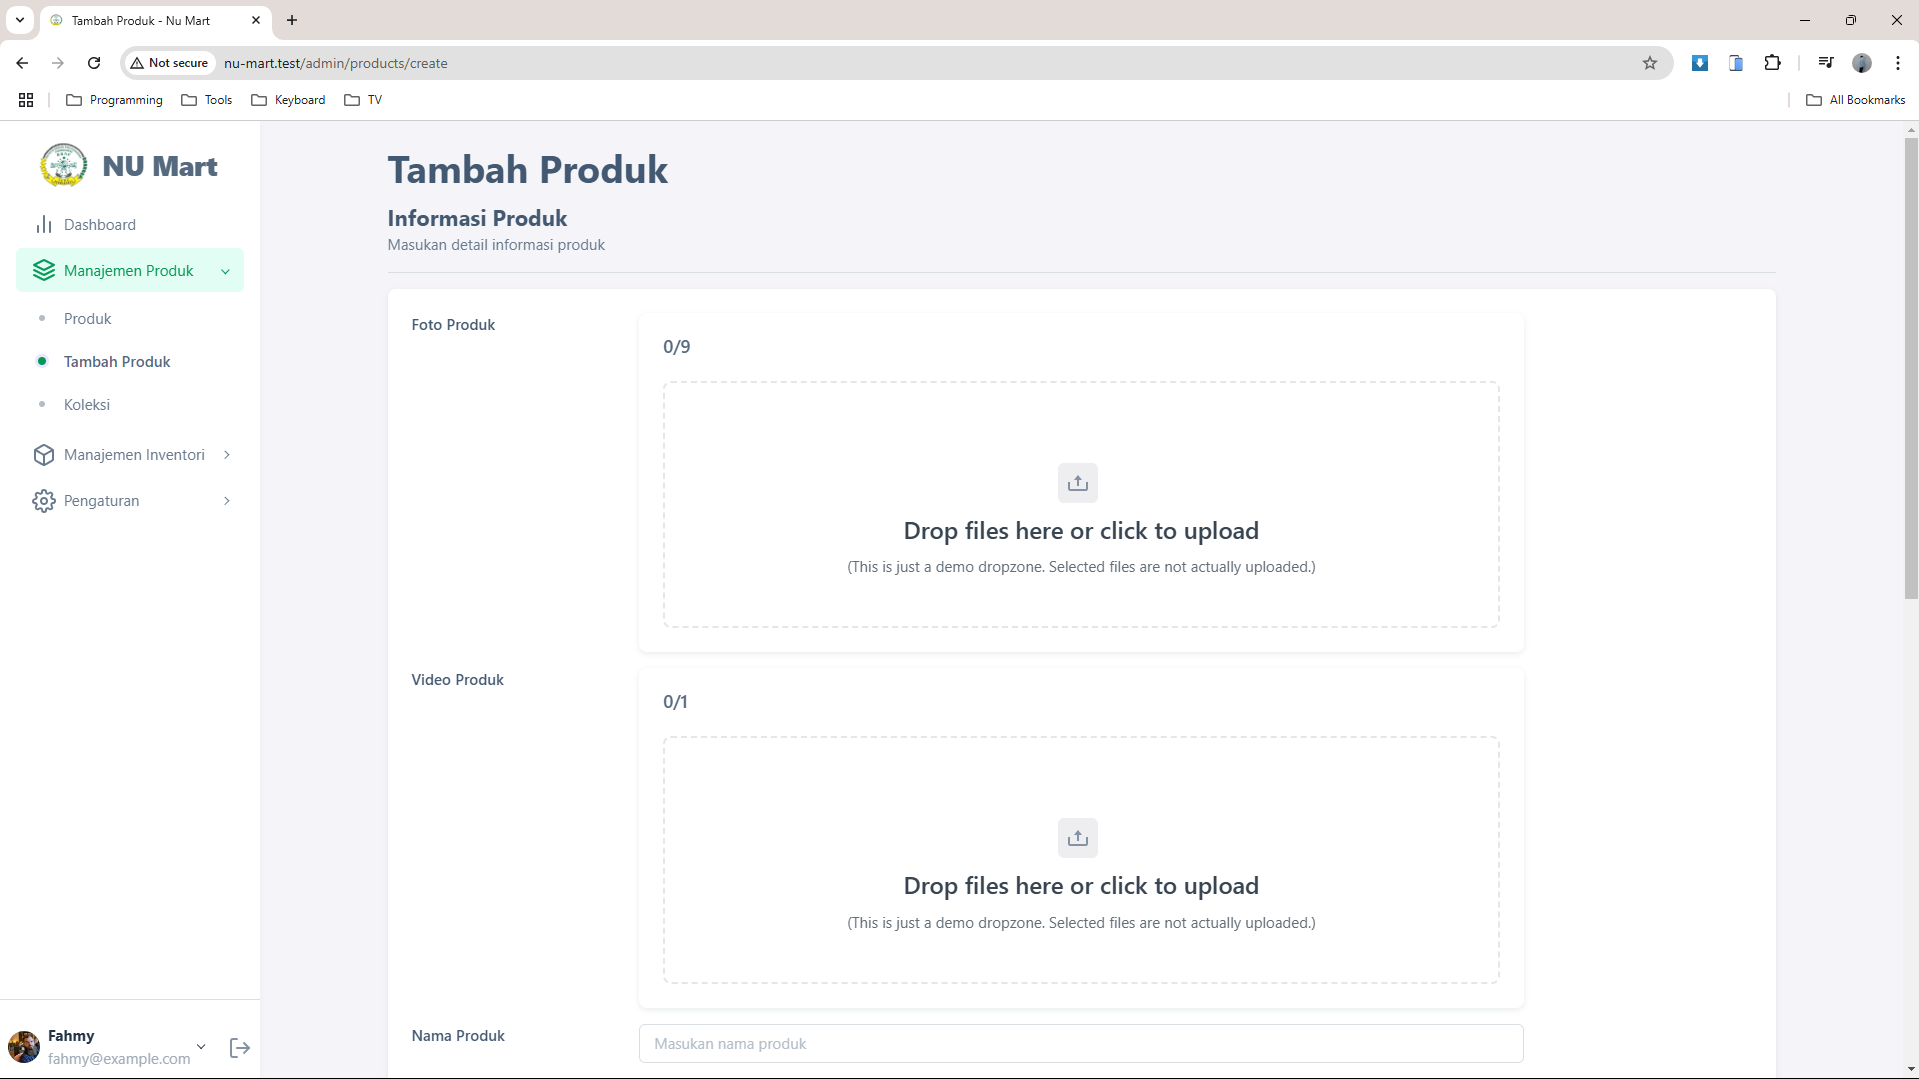 Tambah Produk - Nu Mart
Not secure
nu-mart.test/admin/products/create
Programming
Tools
Keyboard
TV
All Bookmarks
NU Mart
Dashboard
Manajemen Produk
Produk
Tambah Produk
Koleksi
Manajemen Inventori
Pengaturan
Fahmy
fahmy@example.com
Tambah Produk
Informasi Produk
Masukan detail informasi produk
Foto Produk
0/9
Drop files here or click to upload
(This is just a demo dropzone. Selected files are not actually uploaded.)
Video Produk
0/1
Drop files here or click to upload
(This is just a demo dropzone. Selected files are not actually uploaded.)
Nama Produk
Masukan nama produk